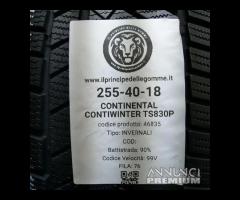 www.ilprincipedellegomme.it
255-40-18
CONTINENTAL
CONTIWINTER TS830P
codice prodotto: 46835
Tipo: INVERNALI
COD:
Battistrada: 90%
Codice Velocità: 99V
FILA: 76
ANNUNCI
PREMIUM